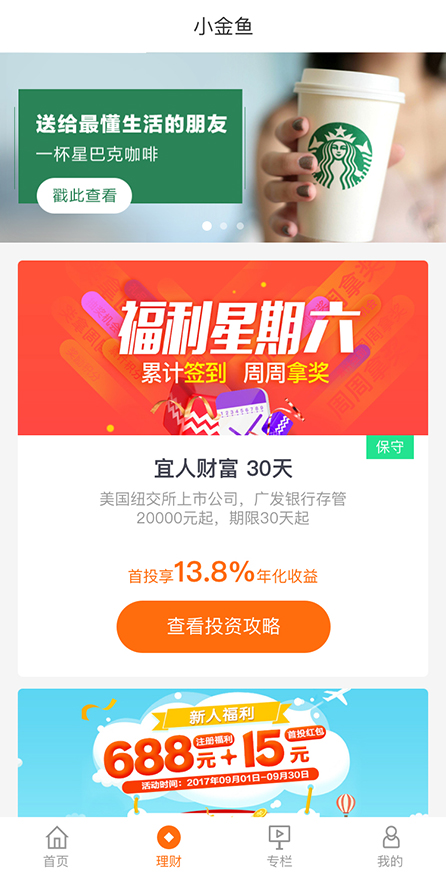 小金鱼
送给最懂生活的朋友
一杯星巴克咖啡
戳此查看
福利星期六
累计签到 周周拿奖
保守
宜人财富 30天
美国纽交所上市公司，广发银行存管
20000元起，期限30天起
首投享13.8%年化收益
查看投资攻略
新人福利
688元注册福利+15元首投红包
活动时间：2017年09月01日-09月30日
首页
理财
专栏
我的